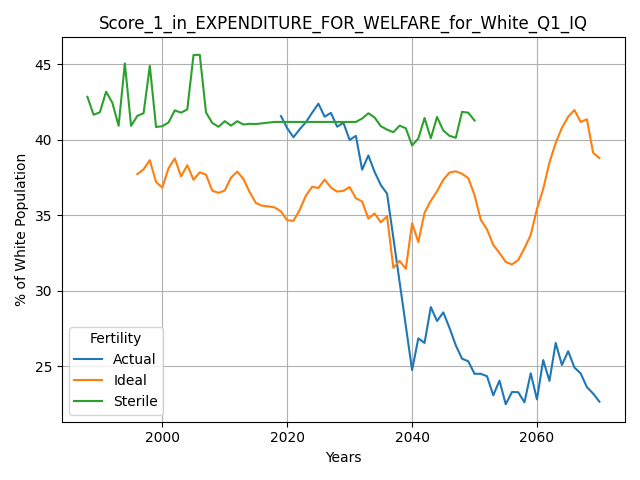 Score_1_in_EXPENDITURE_FOR_WELFARE_for_White_Q1_IQ
% of White Population
45
40
35
30
25
Fertility
Actual
Ideal
Sterile
2000
2020
2040
2060
Years